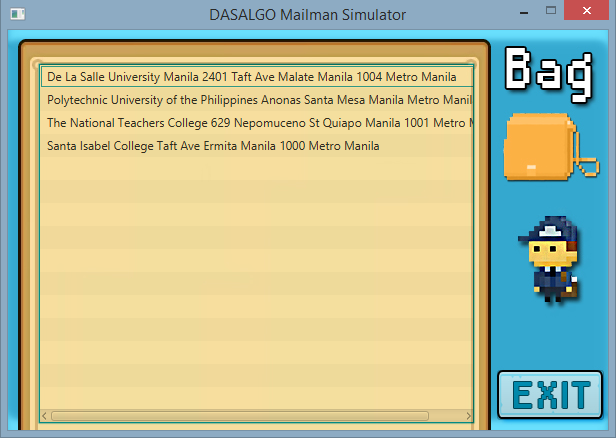 DASALGO Mailman Simulator
De La Salle University Manila 2401 Taft Ave Malate Manila 1004 Metro Manila
Polytechnic University of the Philippines Anonas Santa Mesa Manila Metro Manil
The National Teachers College 629 Nepomuceno St Quiapo Manila 1001 Metro
Santa Isabel College Taft Ave Ermita Manila 1000 Metro Manila
Bag
EXIT